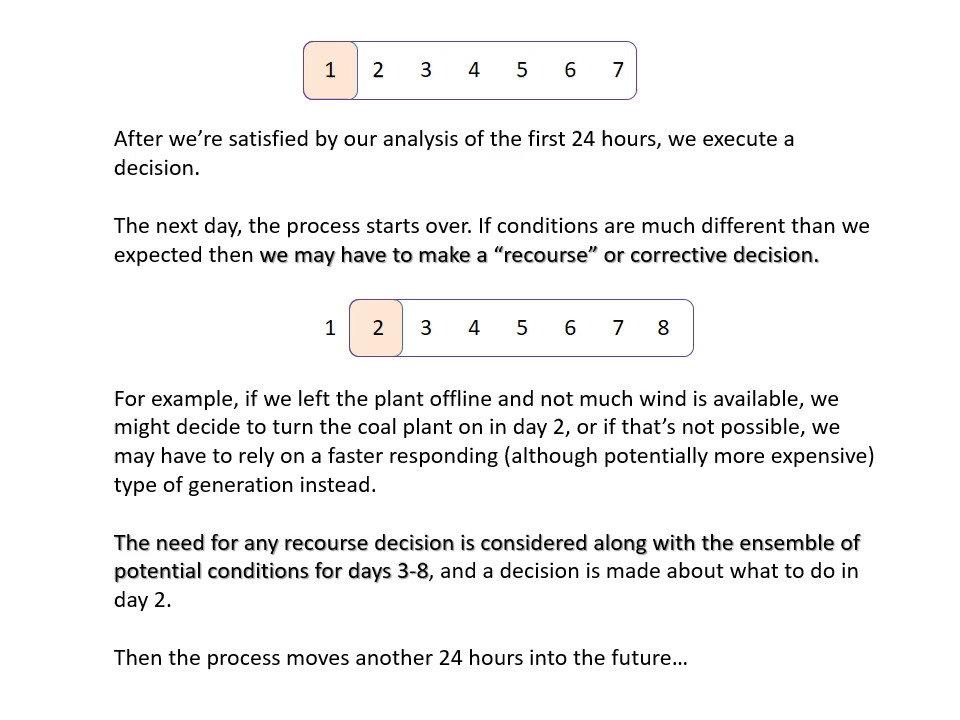 1 2 3 4 5 6 7
After we’re satisfied by our analysis of the first 24 hours, we execute a
decision.
The next day, the process starts over. If conditions are much different than we
expected then we may have to make a “recourse” or corrective decision.
1 2 3 4 5 6 7 8
For example, if we left the plant offline and not much wind is available, we
might decide to turn the coal plant on in day 2, or if that’s not possible, we
may have to rely on a faster responding (although potentially more expensive)
type of generation instead.
The need for any recourse decision is considered along with the ensemble of
potential conditions for days 3-8, and a decision is made about what to do in
day 2.
Then the process moves another 24 hours into the future…